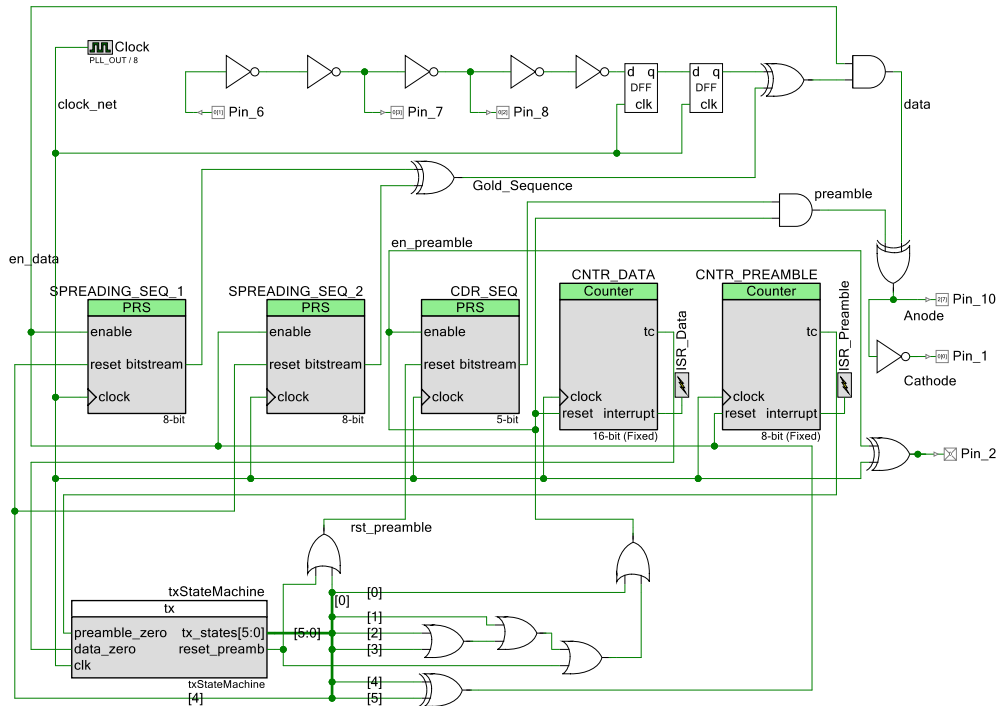 Clock
PLL_OUT / 8
clock_net
Pin_6
Pin_7
Pin_8
d q
DFF
clk
d q
DFF
clk
data
Gold_Sequence
preamble
en_preamble
en_data
SPREADING_SEQ_1
PRS
enable
reset bitstream
clock
8-bit
SPREADING_SEQ_2
PRS
enable
reset bitstream
clock
8-bit
CDR_SEQ
PRS
enable
reset bitstream
clock
5-bit
CNTR_DATA
Counter
tc
clock
reset interrupt
16-bit (Fixed)
ISR_Data
CNTR_PREAMBLE
Counter
tc
clock
reset interrupt
8-bit (Fixed)
ISR_Preamble
Pin_10
Anode
Pin_1
Cathode
Pin_2
rst_preamble
txStateMachine
tx
preamble_zero tx_states[5:0]
data_zero reset_preamb
clk
txStateMachine
[4]
[5:0]
[0]
[0]
[1]
[2]
[3]
[4]
[5]